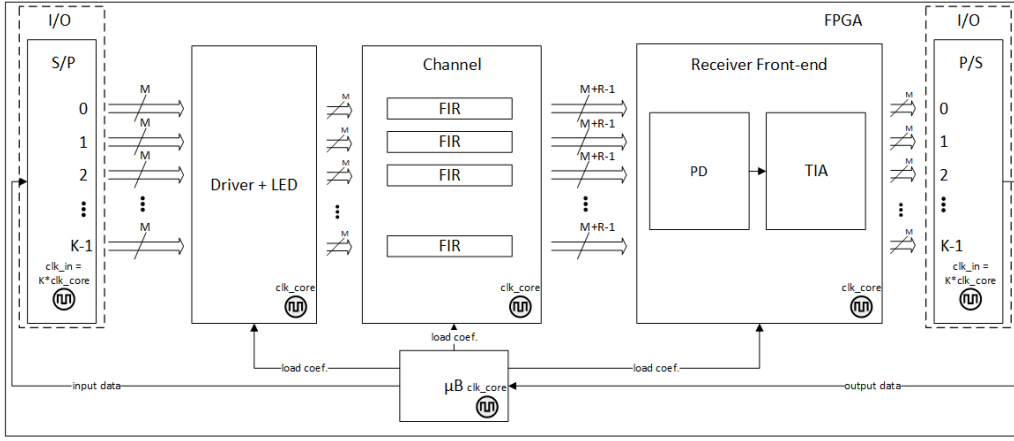 I/O
FPGA
I/O
S/P
Channel
Receiver Front-end
P/S
M
M
M+R-1
M
0
FIR
0
M
M
M+R-1
M
1
FIR
1
M
M
M+R-1
M
2
FIR
2
Driver + LED
PD
TIA
M
M
M+R-1
M
K-1
FIR
K-1
clk_in =
K*clk_core
clk_core
clk_core
clk_core
clk_in =
K*clk_core
load coef.
load coef.
load coef.
input data
μB clk_core
output data